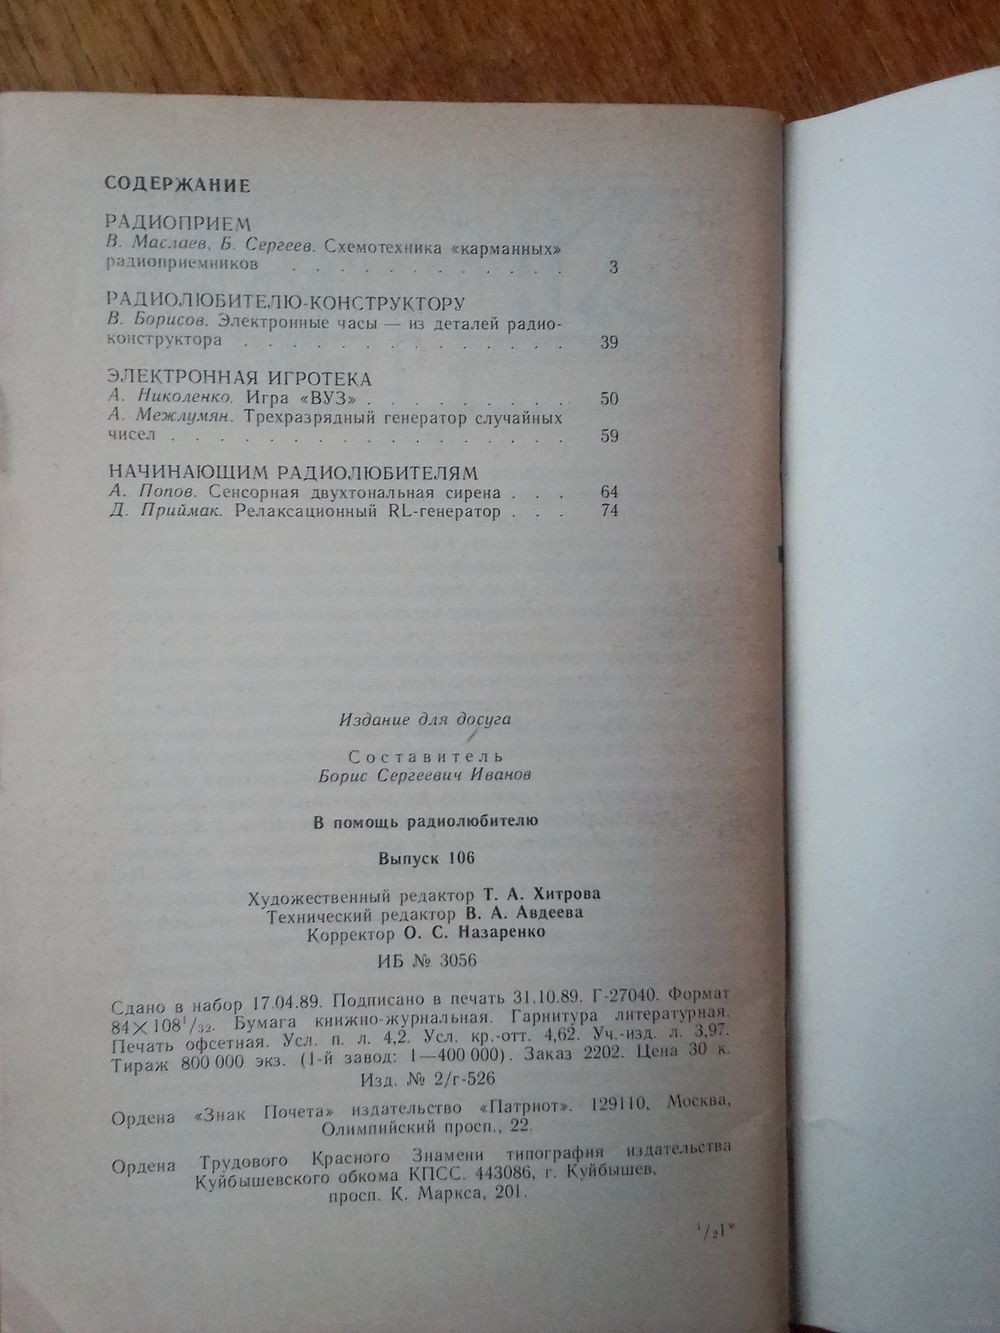 СОДЕРЖАНИЕ
РАДИОПРИЕМ
В. Маслаев, Б. Сергеев. Схемотехника «карманных»
радиоприемников . . . . . . . . . . . . 3
РАДИОЛЮБИТЕЛЮ-КОНСТРУКТОРУ
В. Борисов. Электронные часы — из деталей радио-
конструктора . . . . . . . . . . . . . . 39
ЭЛЕКТРОННАЯ ИГРОТЕКА
А. Николенко. Игра «ВУЗ» . . . . . . . . . 50
А. Межлумян. Трехразрядный генератор случайных
чисел . . . . . . . . . . . . . . . . . 59
НАЧИНАЮЩИМ РАДИОЛЮБИТЕЛЯМ
А. Попов. Сенсорная двухтональная сирена . . . 64
Д. Приймак. Релаксационный RL-генератор . . . 74
Издание для досуга
Составитель
Борис Сергеевич Иванов
В помощь радиолюбителю
Выпуск 106
Художественный редактор Т. А. Хитрова
Технический редактор В. А. Авдеева
Корректор О. С. Назаренко
ИБ № 3056
Сдано в набор 17.04.89. Подписано в печать 31.10.89. Г-27040. Формат
84×108¹/₃₂. Бумага книжно-журнальная. Гарнитура литературная.
Печать офсетная. Усл. п. л. 4,2. Усл. кр.-отт. 4,62. Уч.-изд. л. 3,97.
Тираж 800 000 экз. (1-й завод: 1—400 000). Заказ 2202. Цена 30 к.
Изд. № 2/г-526
Ордена «Знак Почета» издательство «Патриот». 129110, Москва,
Олимпийский просп., 22.
Ордена Трудового Красного Знамени типография издательства
Куйбышевского обкома КПСС. 443086, г. Куйбышев,
просп. К. Маркса, 201.
¹/₂1*